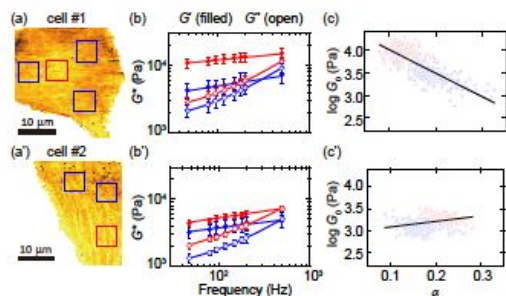 (a) cell #1
10 μm
(b) G' (filled) G'' (open)
G* (Pa)
10⁴
10³
(c)
log G₀ (Pa)
4.0
3.5
3.0
2.5
(a') cell #2
10 μm
(b')
G* (Pa)
10⁴
10³
10² 10³
Frequency (Hz)
(c')
log G₀ (Pa)
4.0
3.5
3.0
2.5
0.1 0.2 0.3
α